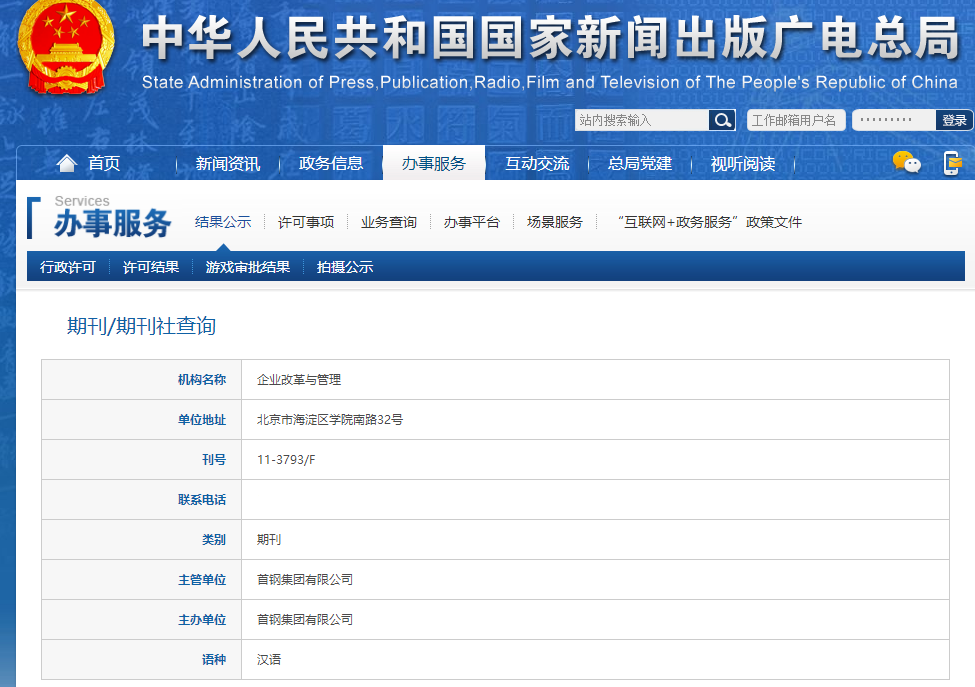 中华人民共和国国家新闻出版广电总局
State Administration of Press,Publication,Radio,Film and Television of The People's Republic of China
站内搜索输入 工作邮箱用户名 ········· 登录
首页 新闻资讯 政务信息 办事服务 互动交流 总局党建 视听阅读
Services
办事服务 结果公示 许可事项 业务查询 办事平台 场景服务 “互联网+政务服务”政策文件
行政许可 许可结果 游戏审批结果 拍摄公示
期刊/期刊社查询
机构名称 企业改革与管理
单位地址 北京市海淀区学院南路32号
刊号 11-3793/F
联系电话
类别 期刊
主管单位 首钢集团有限公司
主办单位 首钢集团有限公司
语种 汉语